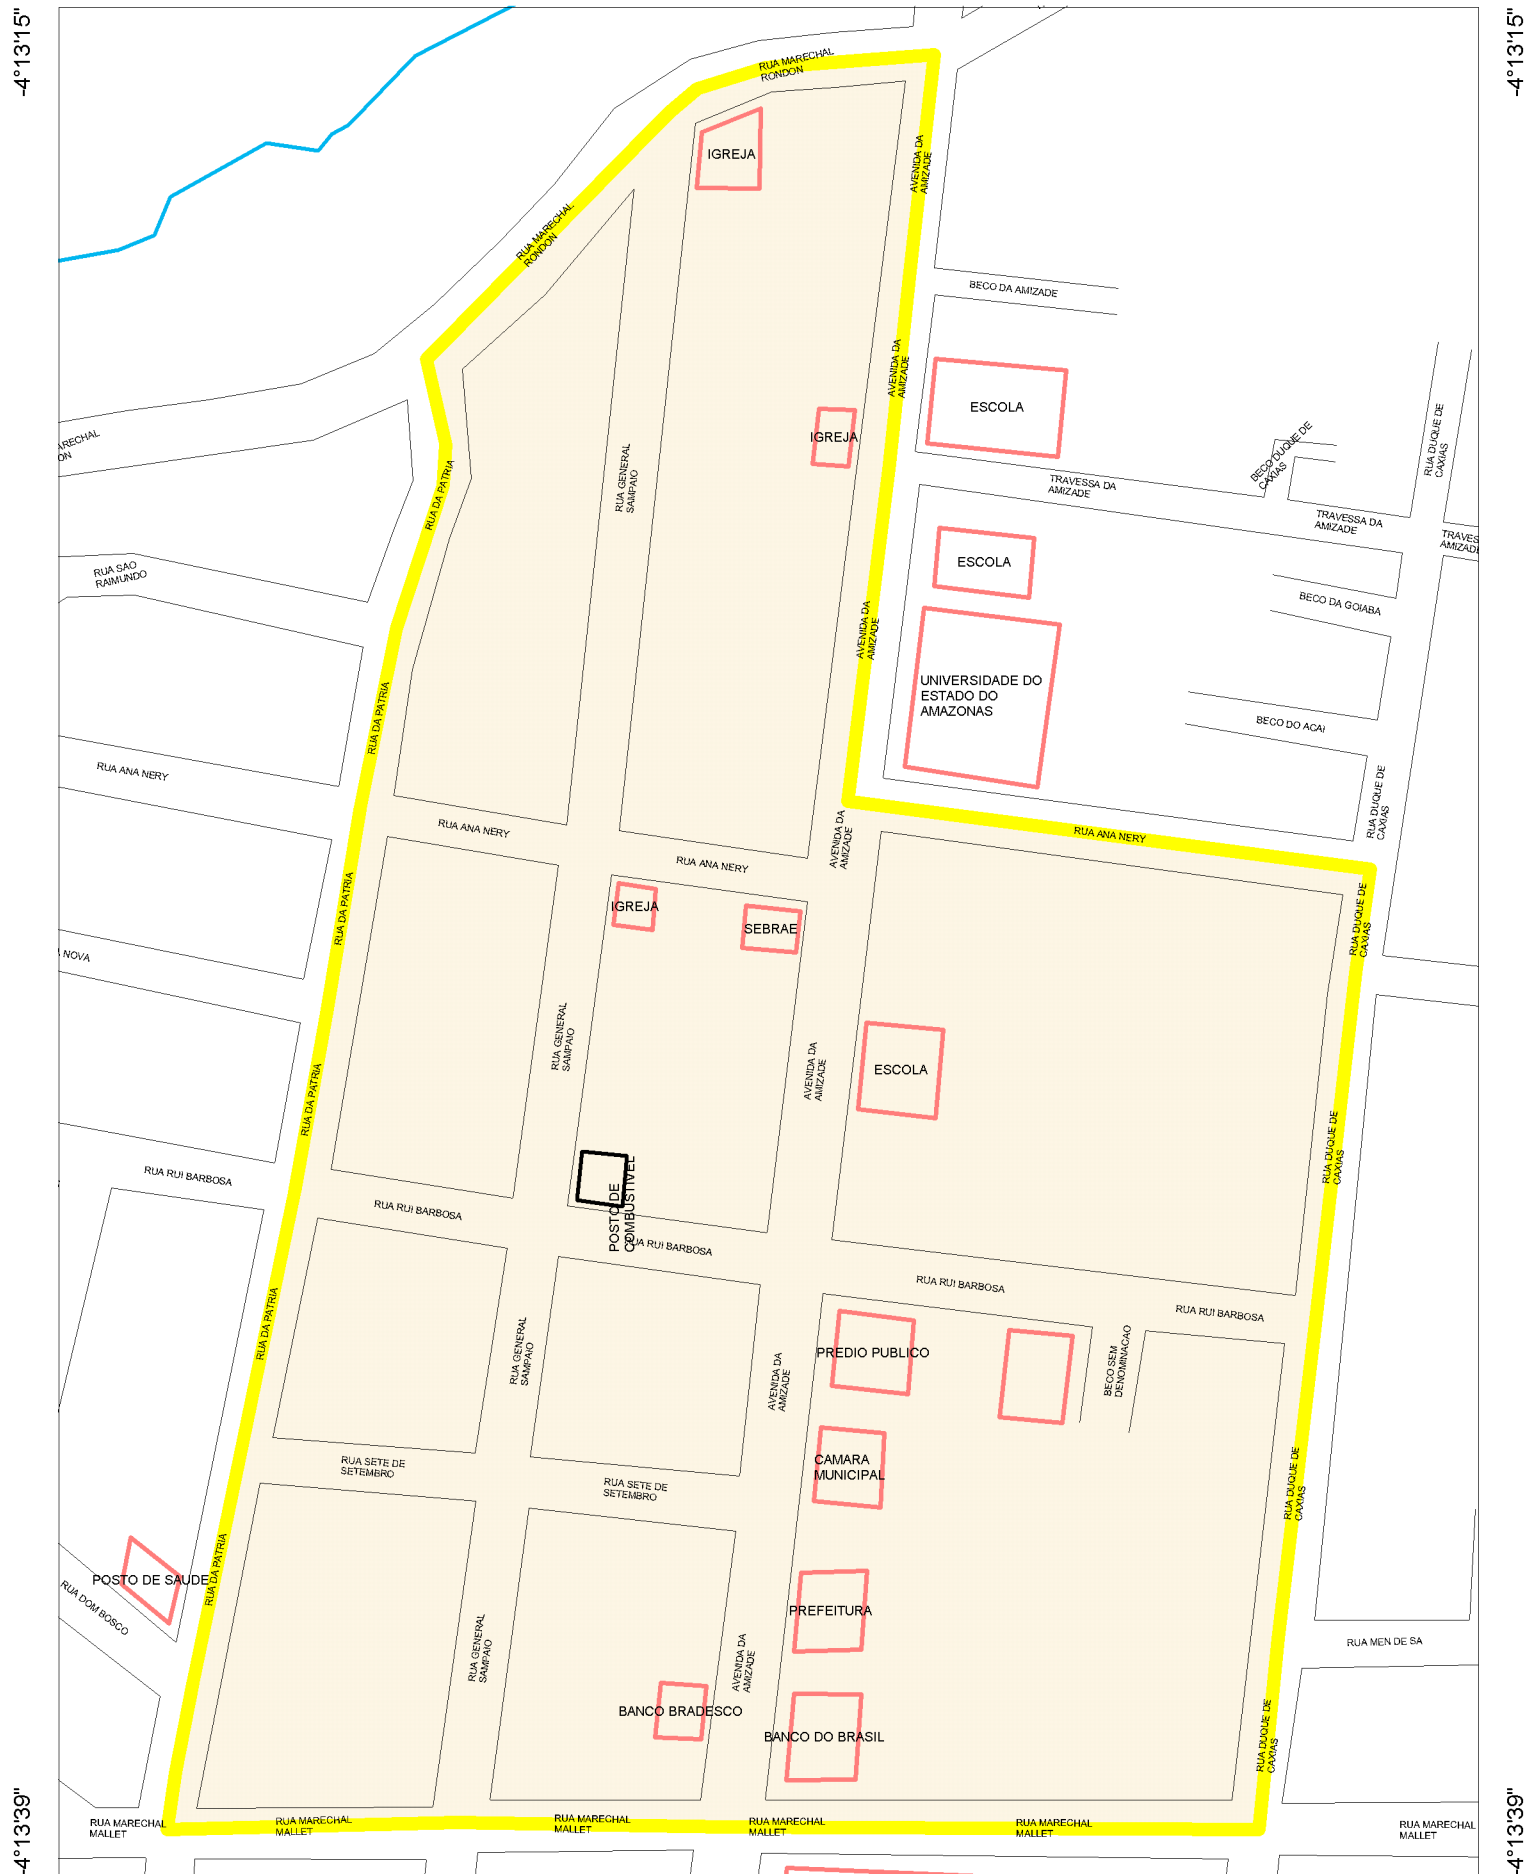 -4°13'15"
-4°13'15"
RUA MARECHAL
RONDON
IGREJA
AVENIDA DA
AMIZADE
RUA MARECHAL
RONDON
BECO DA AMIZADE
AVENIDA DA
AMIZADE
ESCOLA
IGREJA
ARECHAL
ON
RUA GENERAL
SAMPAIO
RUA DA PATRIA
BECO DUQUE DE
CAXIAS
RUA DUQUE DE
CAXIAS
TRAVESSA DA
AMIZADE
TRAVESSA DA
AMIZADE
TRAVES
AMIZAD
ESCOLA
RUA SAO
RAIMUNDO
BECO DA GOIABA
AVENIDA DA
AMIZADE
UNIVERSIDADE DO
ESTADO DO
AMAZONAS
RUA DA PATRIA
BECO DO ACAI
RUA ANA NERY
RUA ANA NERY
RUA ANA NERY
RUA ANA NERY
AVENIDA DA
AMIZADE
RUA DUQUE DE
CAXIAS
IGREJA
SEBRAE
RUA DA PATRIA
RUA DUQUE DE
CAXIAS
NOVA
RUA GENERAL
SAMPAIO
AVENIDA DA
AMIZADE
ESCOLA
RUA DA PATRIA
RUA DUQUE DE
CAXIAS
RUA RUI BARBOSA
RUA RUI BARBOSA
POSTO DE
COMBUSTIVEL
RUA RUI BARBOSA
RUA RUI BARBOSA
RUA RUI BARBOSA
RUA DA PATRIA
RUA GENERAL
SAMPAIO
AVENIDA DA
AMIZADE
PREDIO PUBLICO
BECO SEM
DENOMINACAO
RUA SETE DE
SETEMBRO
RUA SETE DE
SETEMBRO
CAMARA
MUNICIPAL
RUA DUQUE DE
CAXIAS
POSTO DE SAUDE
RUA DA PATRIA
RUA DOM BOSCO
PREFEITURA
RUA GENERAL
SAMPAIO
AVENIDA DA
AMIZADE
RUA MEN DE SA
BANCO BRADESCO
BANCO DO BRASIL
RUA DUQUE DE
CAXIAS
RUA MARECHAL
MALLET
RUA MARECHAL
MALLET
RUA MARECHAL
MALLET
RUA MARECHAL
MALLET
RUA MARECHAL
MALLET
RUA MARECHAL
MALLET
-4°13'39"
-4°13'39"